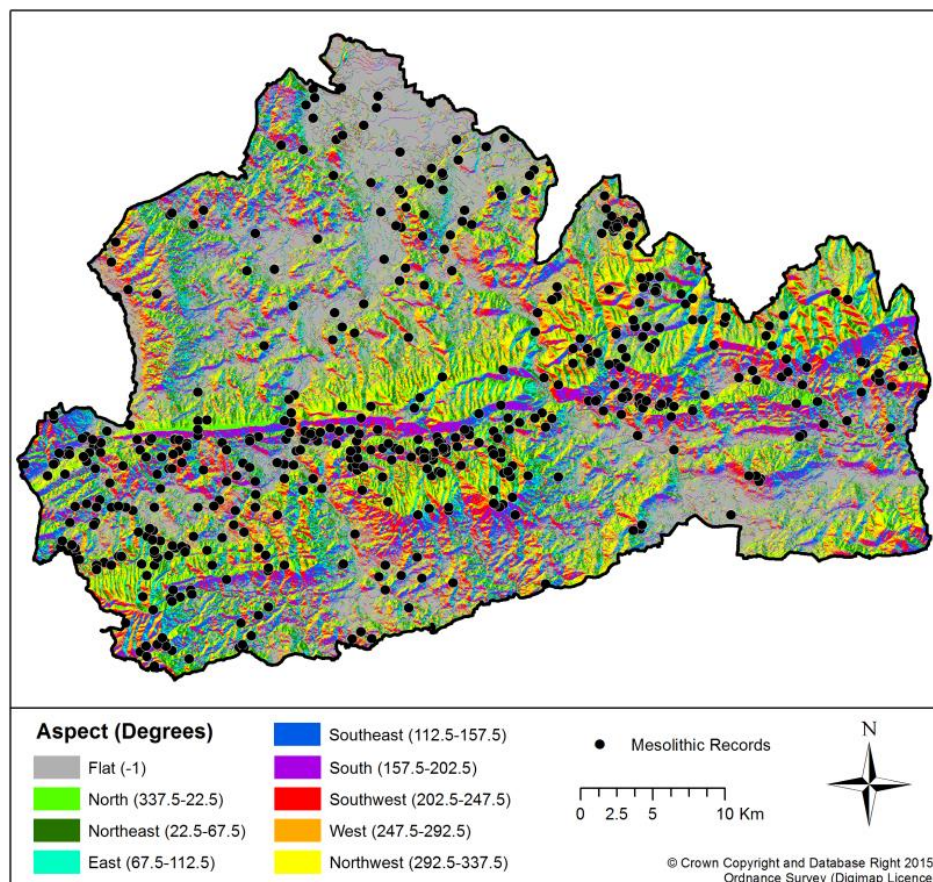 Aspect (Degrees)
Flat (-1)
North (337.5-22.5)
Northeast (22.5-67.5)
East (67.5-112.5)
Southeast (112.5-157.5)
South (157.5-202.5)
Southwest (202.5-247.5)
West (247.5-292.5)
Northwest (292.5-337.5)
Mesolithic Records
0 2.5 5 10 Km
N
© Crown Copyright and Database Right 2015
Ordnance Survey (Digimap Licence